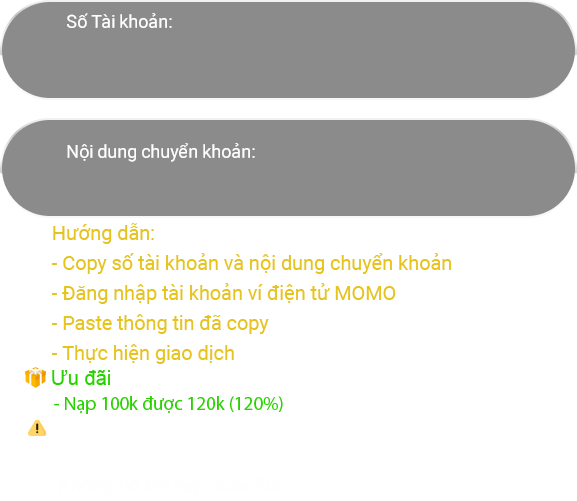 Số Tài khoản:
Nội dung chuyển khoản:
Hướng dẫn:
- Copy số tài khoản và nội dung chuyển khoản
- Đăng nhập tài khoản ví điện tử MOMO
- Paste thông tin đã copy
- Thực hiện giao dịch
Ưu đãi
- Nạp 100k được 120k (120%)